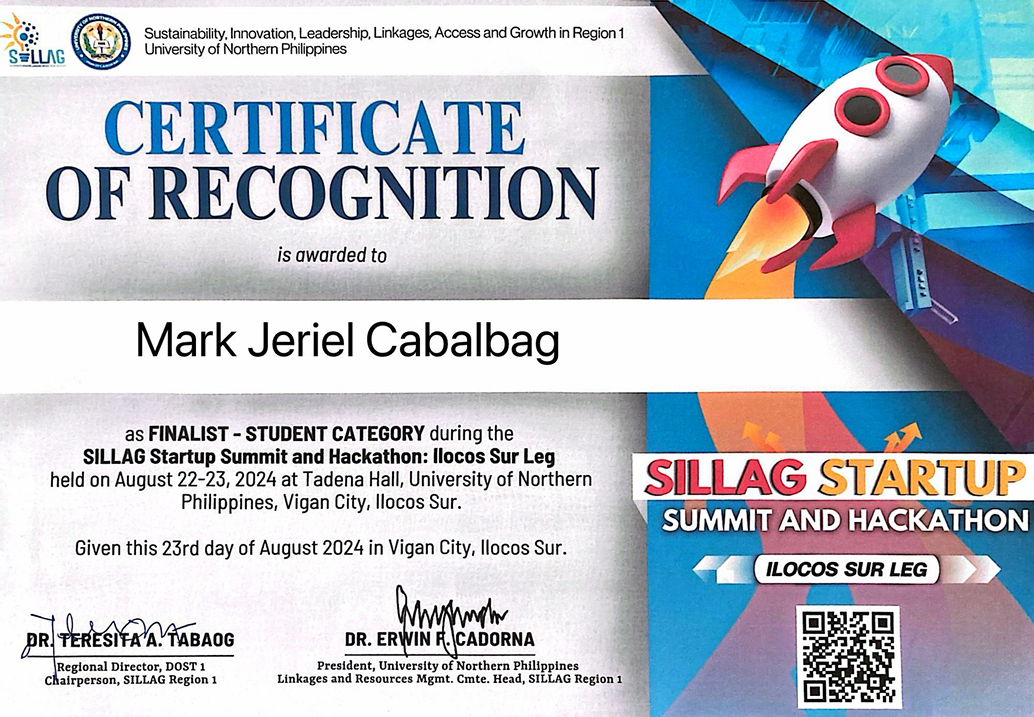 SILLAG
Sustainability, Innovation, Leadership, Linkages, Access and Growth in Region 1
University of Northern Philippines
CERTIFICATE
OF RECOGNITION
is awarded to
Mark Jeriel Cabalbag
as FINALIST - STUDENT CATEGORY during the
SILLAG Startup Summit and Hackathon: Ilocos Sur Leg
held on August 22-23, 2024 at Tadena Hall, University of Northern
Philippines, Vigan City, Ilocos Sur.
Given this 23rd day of August 2024 in Vigan City, Ilocos Sur.
DR. TERESITA A. TABAOG
Regional Director, DOST 1
Chairperson, SILLAG Region 1
DR. ERWIN F. CADORNA
President, University of Northern Philippines
Linkages and Resources Mgmt. Cmte. Head, SILLAG Region 1
SILLAG STARTUP
SUMMIT AND HACKATHON
ILOCOS SUR LEG